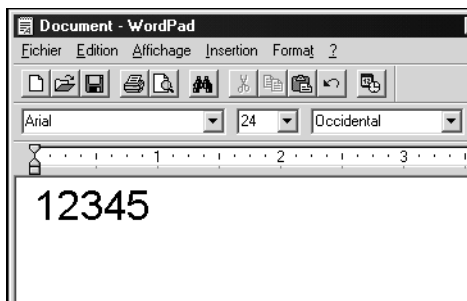 Document - WordPad
Fichier Edition Affichage Insertion Format ?
Arial 24 Occidental
1 2 3
12345